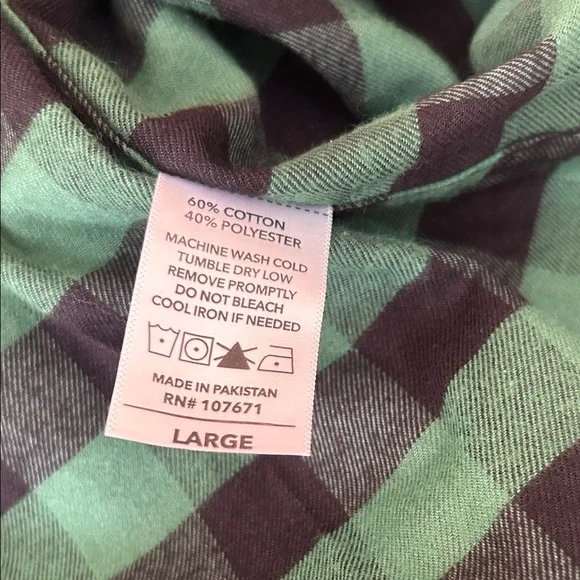 60% COTTON
40% POLYESTER
MACHINE WASH COLD
TUMBLE DRY LOW
REMOVE PROMPTLY
DO NOT BLEACH
COOL IRON IF NEEDED
MADE IN PAKISTAN
RN# 107671
LARGE